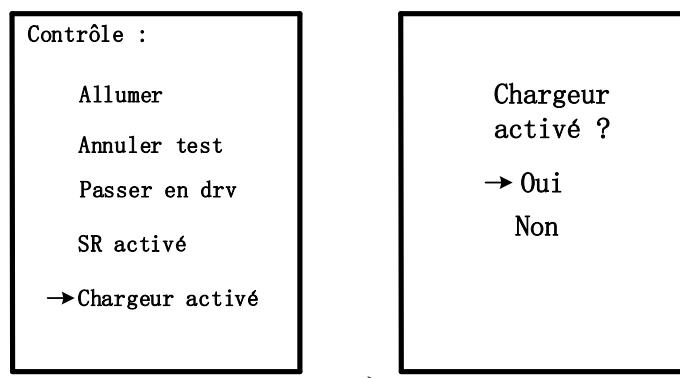 Contrôle :
Allumer
Annuler test
Passer en drv
SR activé
→Chargeur activé
Chargeur
activé ?
→ Oui
Non